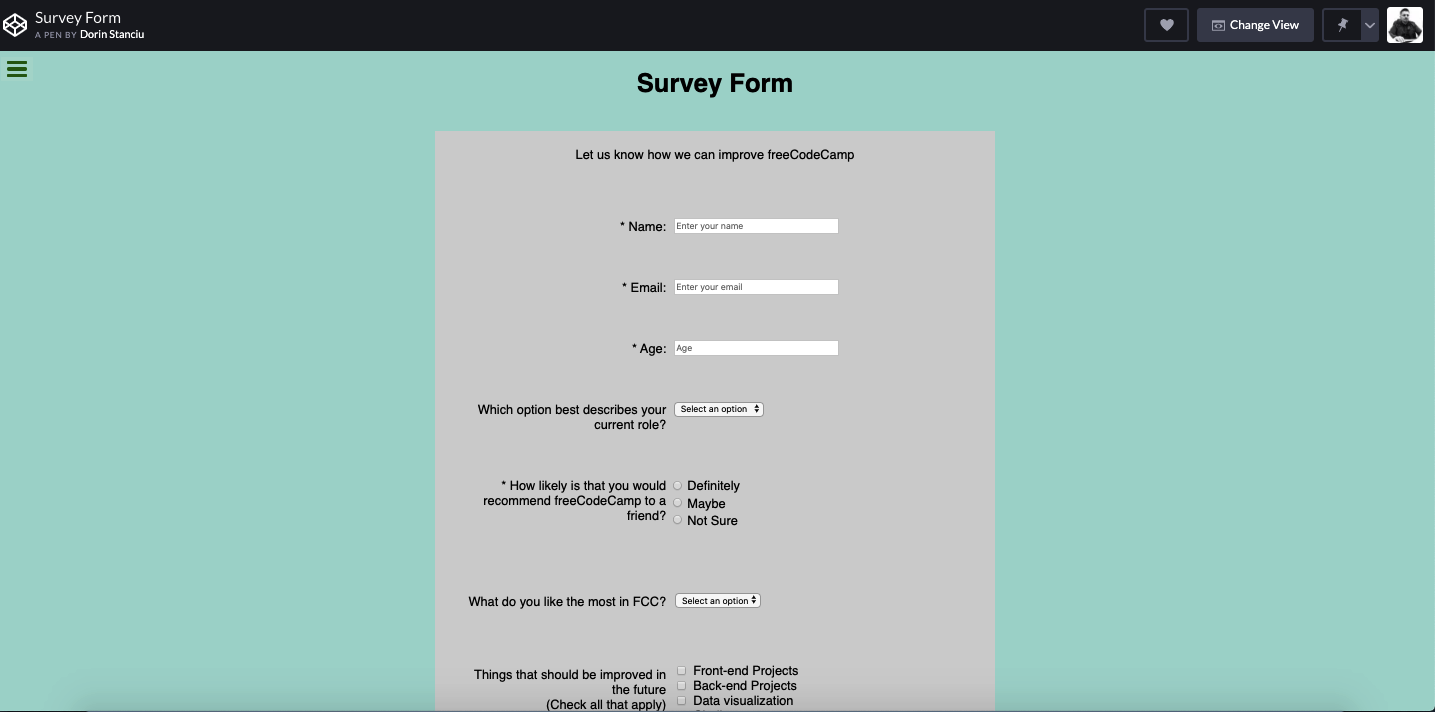 Survey Form
A PEN BY Dorin Stanciu
Change View
Survey Form
Let us know how we can improve freeCodeCamp
* Name: Enter your name
* Email: Enter your email
* Age: Age
Which option best describes your Select an option
current role?
* How likely is that you would Definitely
recommend freeCodeCamp to a Maybe
friend? Not Sure
What do you like the most in FCC? Select an option
Things that should be improved in Front-end Projects
the future Back-end Projects
(Check all that apply) Data visualization